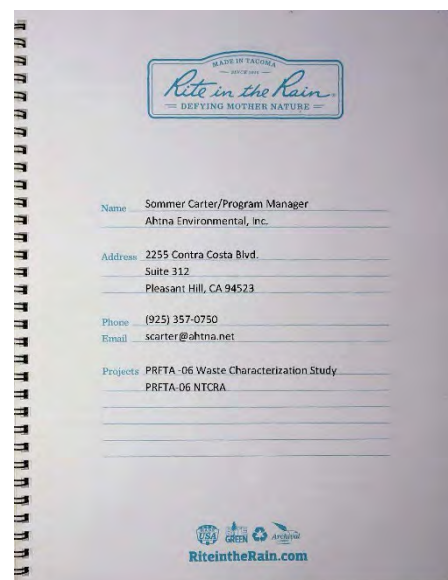 MADE IN TACOMA
Rite in the Rain
DEFYING MOTHER NATURE
Name Sommer Carter/Program Manager
Ahtna Environmental, Inc.
Address 2255 Contra Costa Blvd.
Suite 312
Pleasant Hill, CA 94523
Phone (925) 357-0750
Email scarter@ahtna.net
Projects PRFTA -06 Waste Characterization Study
PRFTA-06 NTCRA
USA GREEN Archival
RiteintheRain.com